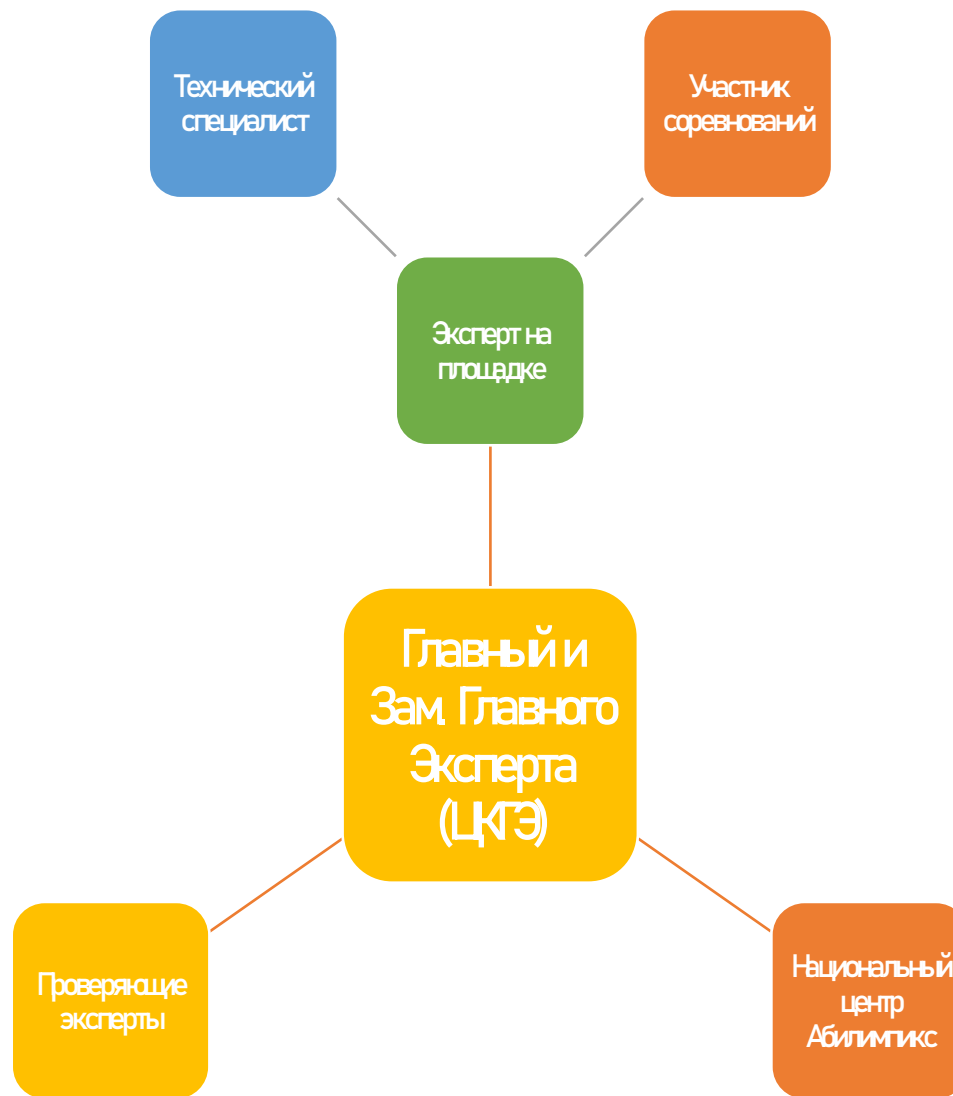 Технический
специалист
Участник
соревнований
Эксперт на
площадке
Главный и
Зам. Главного
Эксперта
(ЦКГЭ)
Проверяющие
эксперты
Национальный
центр
Абилимпикс